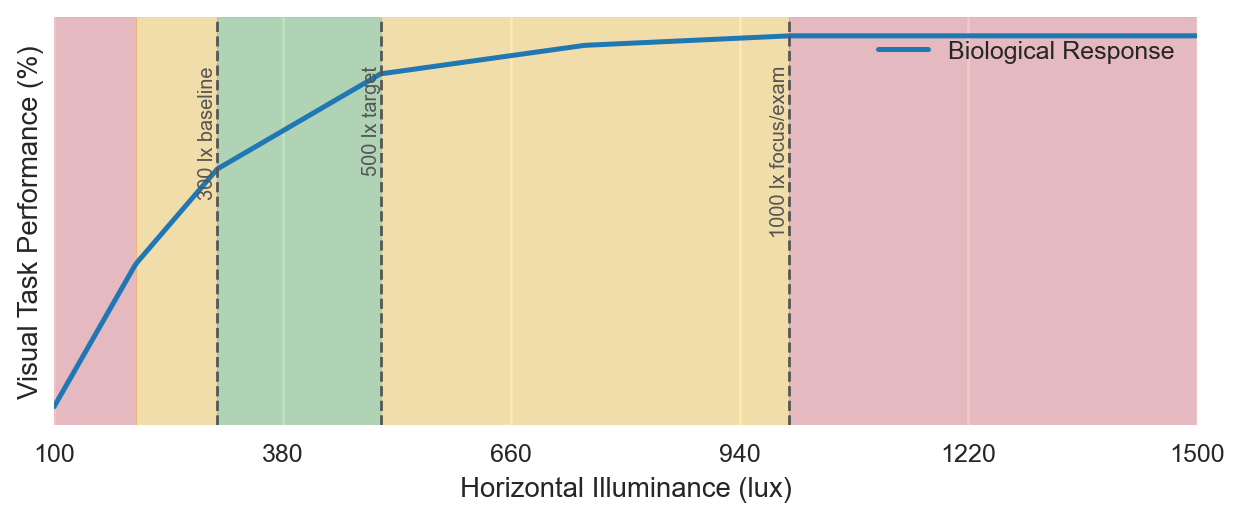 Visual Task Performance (%)
300 lx baseline
500 lx target
1000 lx focus/exam
Biological Response
100 380 660 940 1220 1500
Horizontal Illuminance (lux)